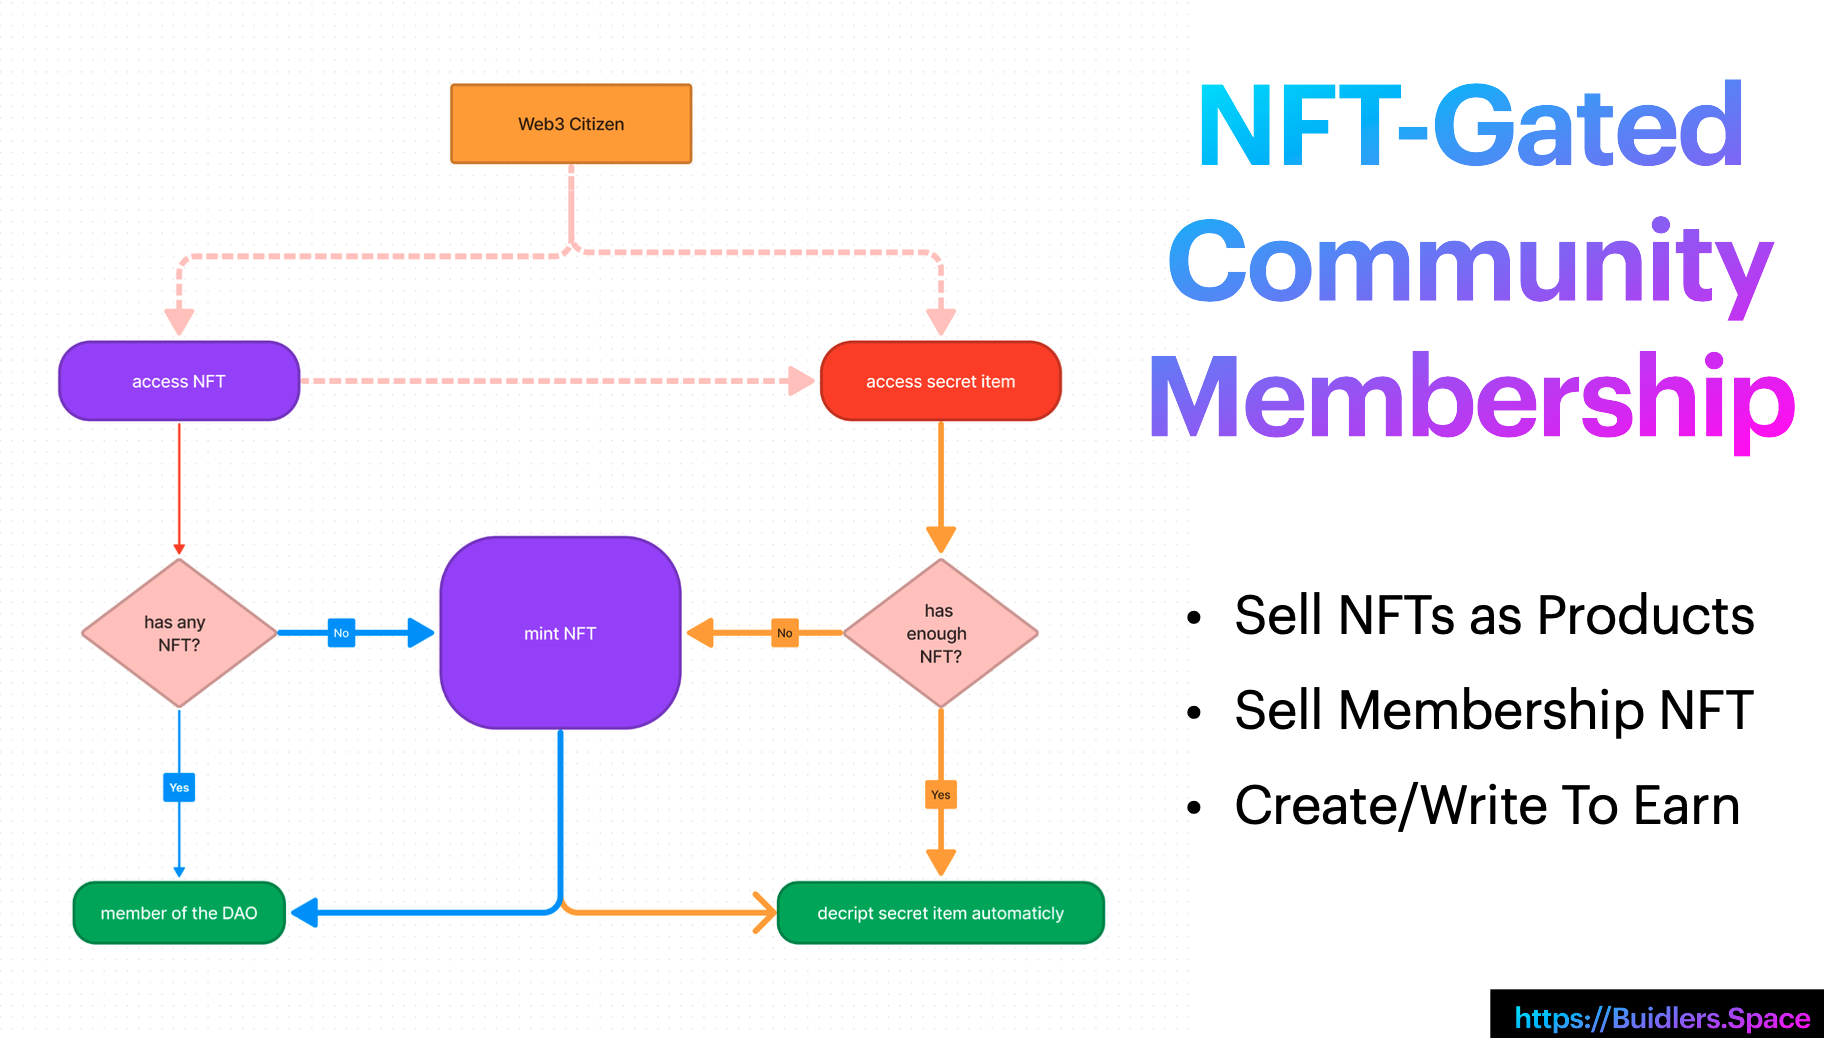 Web3 Citizen
access NFT
access secret item
has any
NFT?
No
mint NFT
No
has
enough
NFT?
Yes
Yes
member of the DAO
decript secret item automaticly
NFT-Gated
Community
Membership
• Sell NFTs as Products
• Sell Membership NFT
• Create/Write To Earn
https://Buidlers.Space